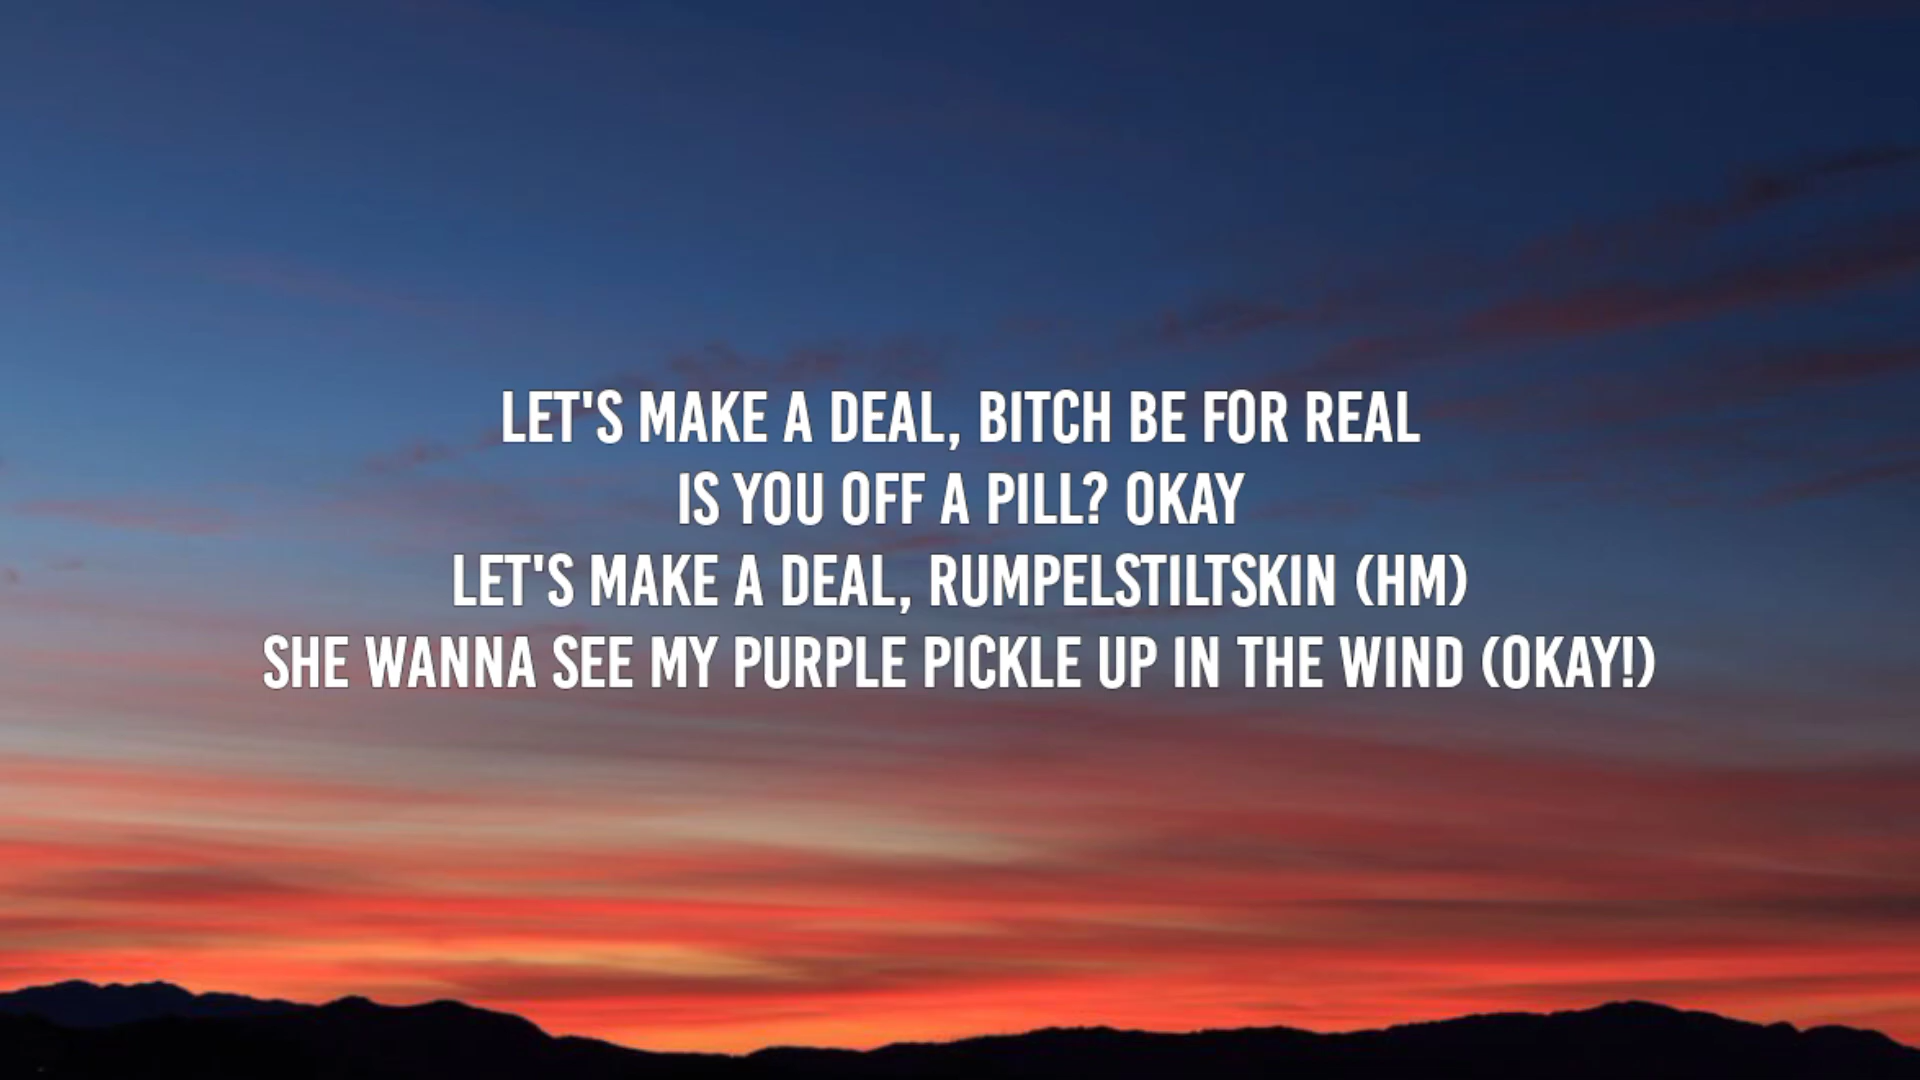 LET'S MAKE A DEAL, BITCH BE FOR REAL
IS YOU OFF A PILL? OKAY
LET'S MAKE A DEAL, RUMPELSTILTSKIN (HM)
SHE WANNA SEE MY PURPLE PICKLE UP IN THE WIND (OKAY!)